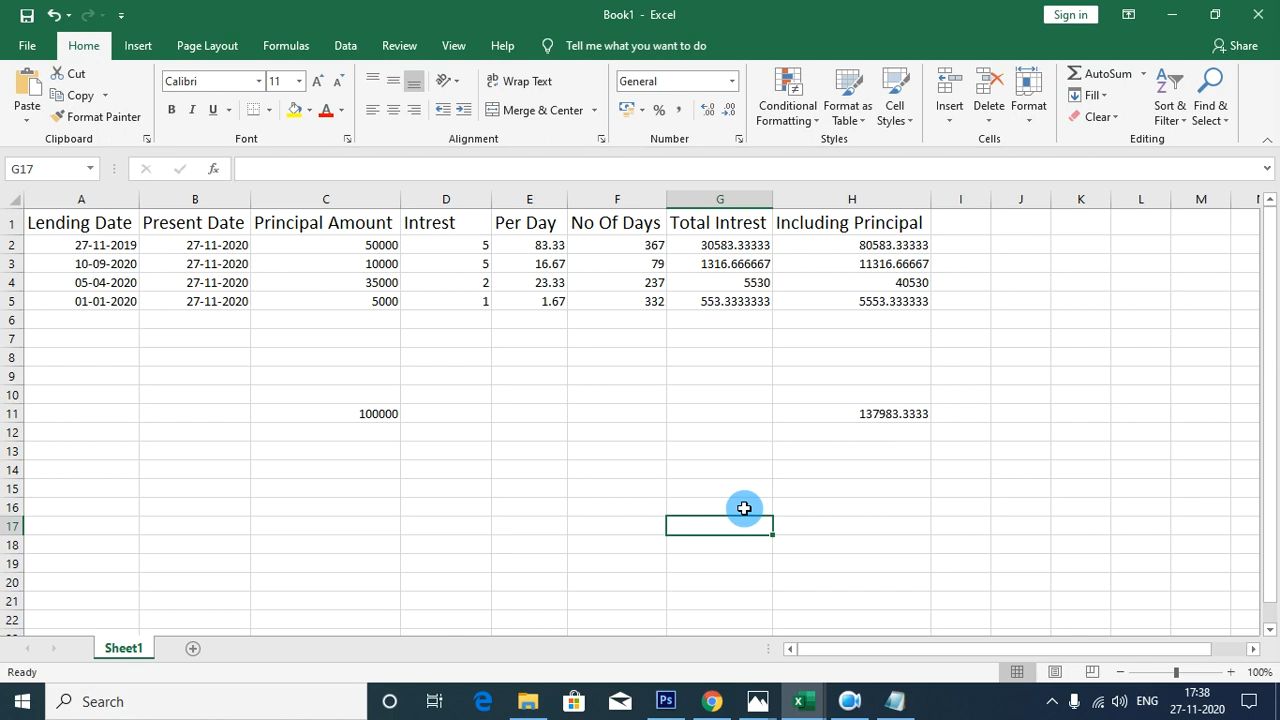 Book1 - Excel
Sign in
File Home Insert Page Layout Formulas Data Review View Help Tell me what you want to do Share
Paste
Cut
Copy
Format Painter
Clipboard
Calibri 11
B I U
Font
Wrap Text
Merge & Center
Alignment
General
%
Number
Conditional Formatting
Format as Table
Cell Styles
Styles
Insert
Delete
Format
Cells
AutoSum
Fill
Clear
Sort & Filter
Find & Select
Editing
G17 fx
A B C D E F G H I J K L M
1 Lending Date Present Date Principal Amount Intrest Per Day No Of Days Total Intrest Including Principal
2 27-11-2019 27-11-2020 50000 5 83.33 367 30583.33333 80583.33333
3 10-09-2020 27-11-2020 10000 5 16.67 79 1316.666667 11316.66667
4 05-04-2020 27-11-2020 35000 2 23.33 237 5530 40530
5 01-01-2020 27-11-2020 5000 1 1.67 332 553.3333333 5553.333333
6
7
8
9
10
11 100000 137983.3333
12
13
14
15
16
17
18
19
20
21
22
Sheet1
Ready 100%
Search
ENG
17:38
27-11-2020